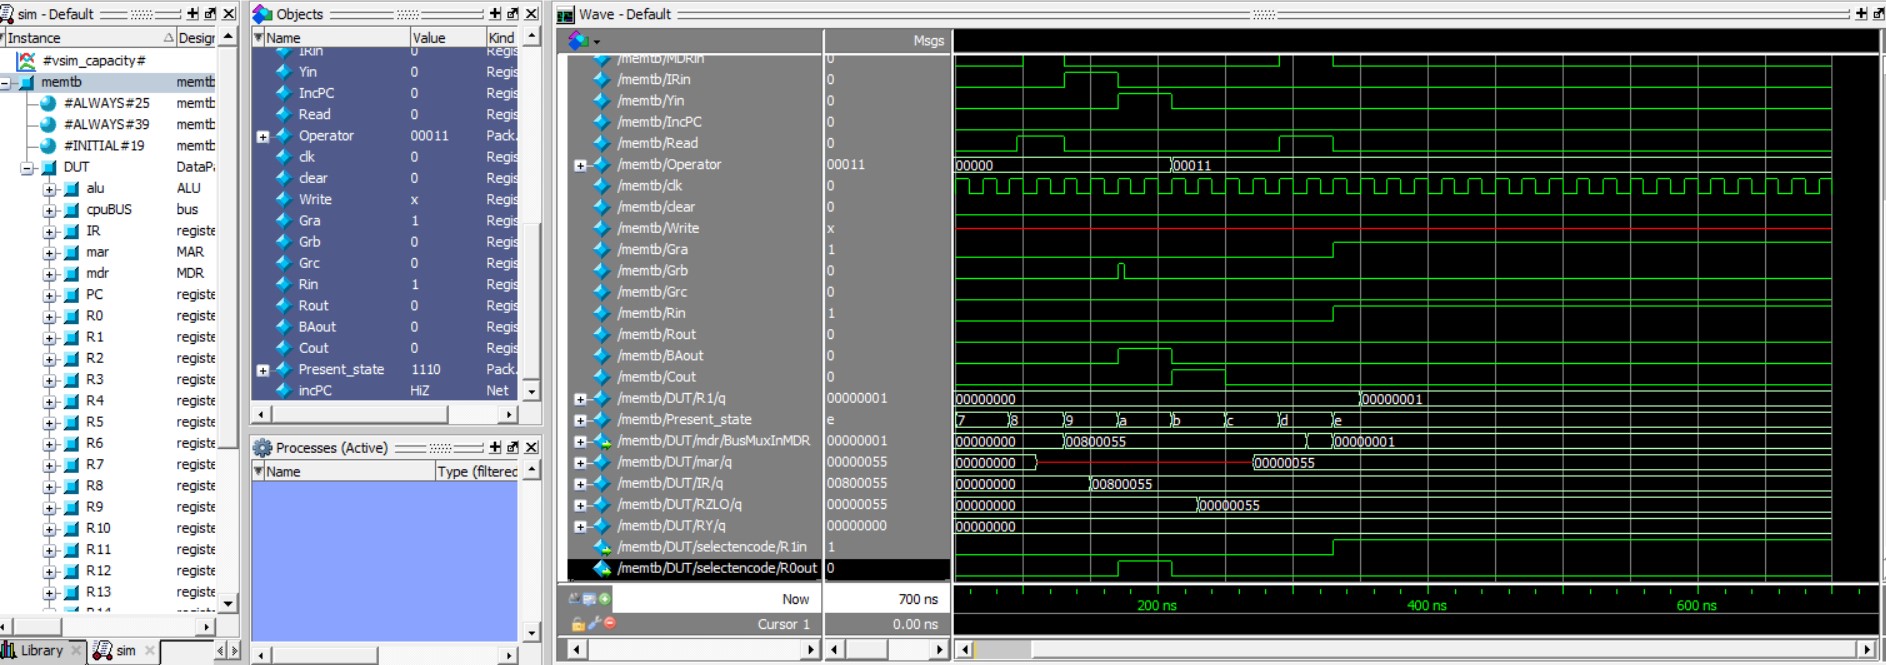 sim - Default
Instance Design
#vsim_capacity#
memtb memtb
#ALWAYS#25 memtb
#ALWAYS#39 memtb
#INITIAL#19 memtb
DUT DataPa
alu ALU
cpuBUS bus
IR registe
mar MAR
mdr MDR
PC registe
R0 registe
R1 registe
R2 registe
R3 registe
R4 registe
R5 registe
R6 registe
R7 registe
R8 registe
R9 registe
R10 registe
R11 registe
R12 registe
R13 registe
R14
Library sim
Objects
Name Value Kind
IRin 0 Regis
Yin 0 Regis
IncPC 0 Regis
Read 0 Regis
Operator 00011 Pack.
clk 0 Regis
clear 0 Regis
Write x Regis
Gra 1 Regis
Grb 0 Regis
Grc 0 Regis
Rin 1 Regis
Rout 0 Regis
BAout 0 Regis
Cout 0 Regis
Present_state 1110 Pack.
incPC HiZ Net
Processes (Active)
Name Type (filtered
Wave - Default
Msgs
/memtb/MDRin 0
/memtb/IRin 0
/memtb/Yin 0
/memtb/IncPC 0
/memtb/Read 0
/memtb/Operator 00011 00000 00011
/memtb/clk 0
/memtb/clear 0
/memtb/Write x
/memtb/Gra 1
/memtb/Grb 0
/memtb/Grc 0
/memtb/Rin 1
/memtb/Rout 0
/memtb/BAout 0
/memtb/Cout 0
/memtb/DUT/R1/q 00000001 00000000 00000001
/memtb/Present_state e 7 8 9 a b c d e
/memtb/DUT/mdr/BusMuxInMDR 00000001 00000000 00800055 00000001
/memtb/DUT/mar/q 00000055 00000000 00000055
/memtb/DUT/IR/q 00800055 00000000 00800055
/memtb/DUT/RZLO/q 00000055 00000000 00000055
/memtb/DUT/RY/q 00000000 00000000
/memtb/DUT/selectencode/R1in 1
/memtb/DUT/selectencode/R0out 0
Now 700 ns 200 ns 400 ns 600 ns
Cursor 1 0.00 ns